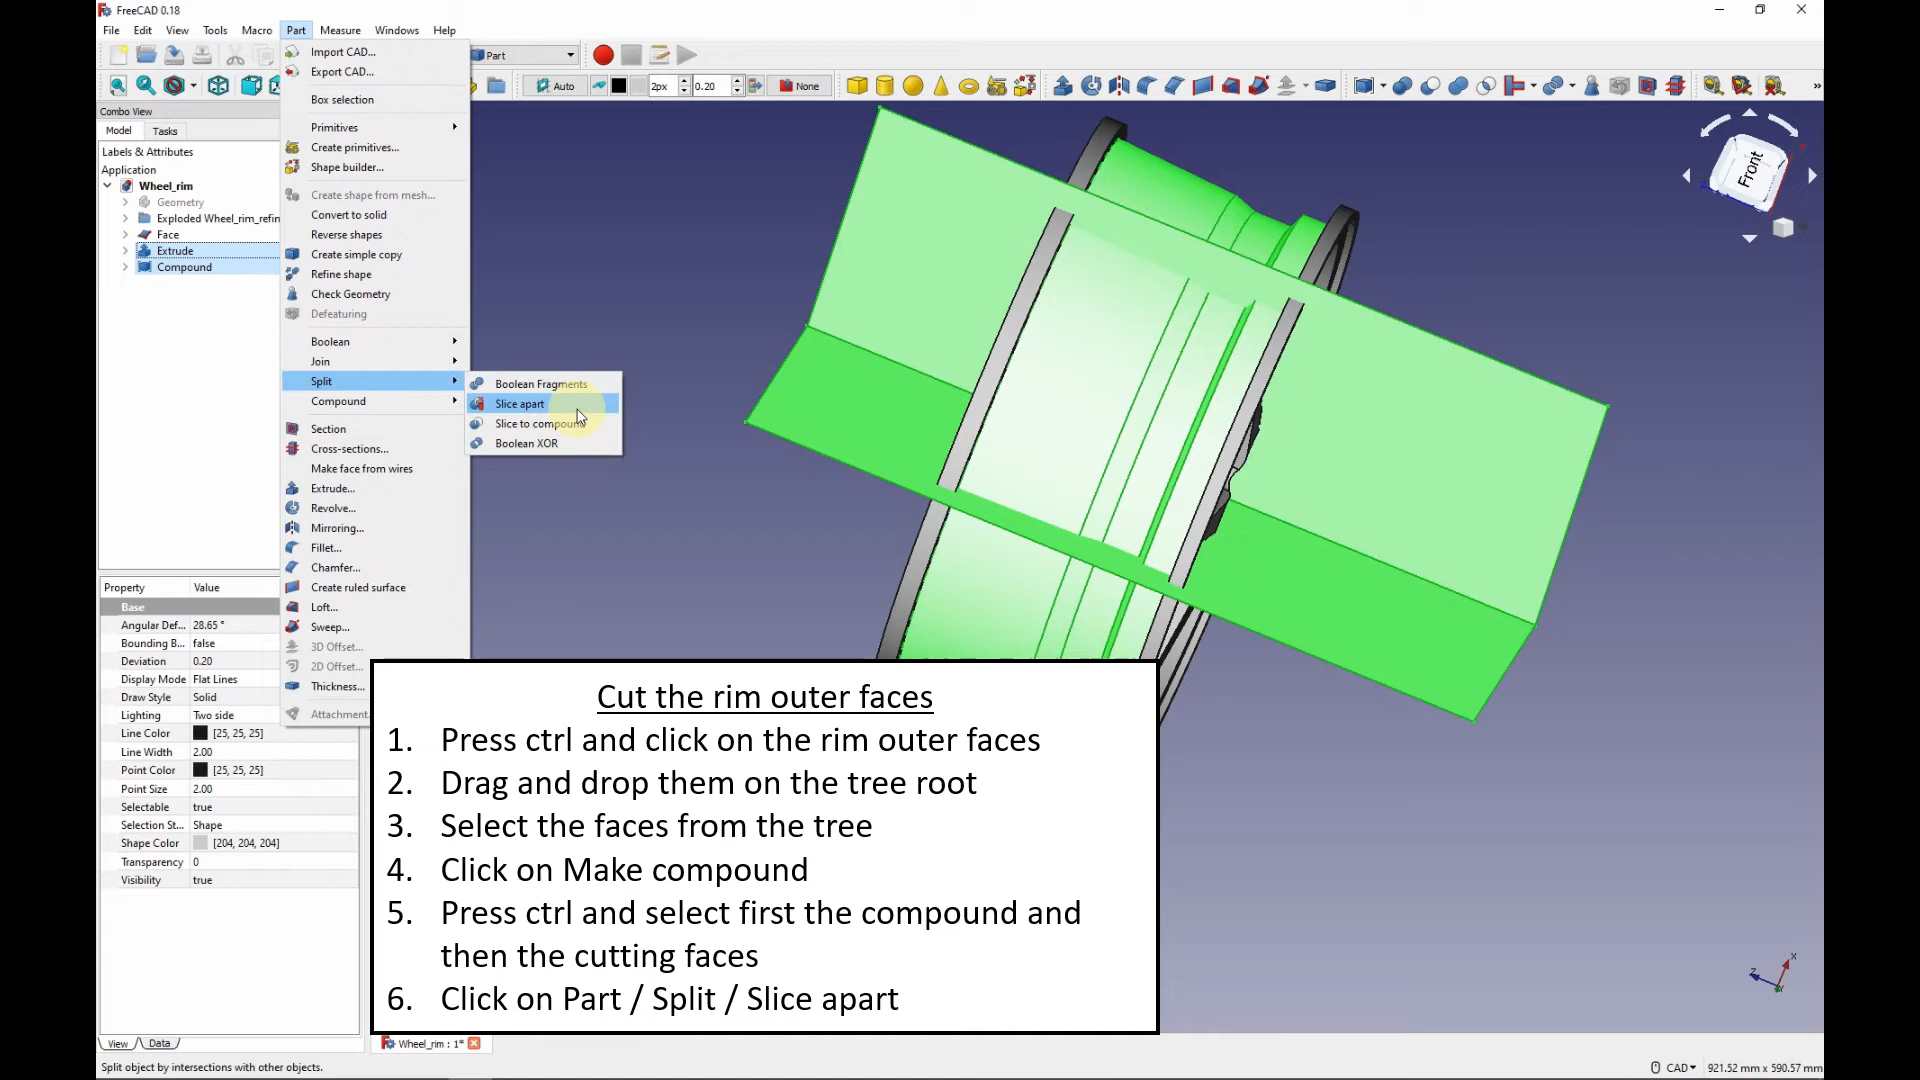 FreeCAD 0.18
File Edit View Tools Macro Part Measure Windows Help
Import CAD...
Export CAD...
Box selection
Primitives
Create primitives...
Shape builder...
Create shape from mesh...
Convert to solid
Reverse shapes
Create simple copy
Refine shape
Check Geometry
Defeaturing
Boolean
Join
Split
Compound
Section
Cross-sections...
Make face from wires
Extrude...
Revolve...
Mirroring...
Fillet...
Chamfer...
Create ruled surface
Loft...
Sweep...
3D Offset...
2D Offset...
Thickness...
Attachment.
Boolean Fragments
Slice apart
Slice to compound
Boolean XOR
Part
Auto
2px
0.20
None
»
Combo View
Model Tasks
Labels & Attributes
Application
Wheel_rim
Geometry
Exploded Wheel_rim_refin
Face
Extrude
Compound
Front
Property Value
Base
Angular Def... 28.65 °
Bounding B... false
Deviation 0.20
Display Mode Flat Lines
Draw Style Solid
Lighting Two side
Line Color [25, 25, 25]
Line Width 2.00
Point Color [25, 25, 25]
Point Size 2.00
Selectable true
Selection St... Shape
Shape Color [204, 204, 204]
Transparency 0
Visibility true
Cut the rim outer faces
1. Press ctrl and click on the rim outer faces
2. Drag and drop them on the tree root
3. Select the faces from the tree
4. Click on Make compound
5. Press ctrl and select first the compound and
then the cutting faces
6. Click on Part / Split / Slice apart
X
Z
Y
View Data
Wheel_rim : 1*
Split object by intersections with other objects.
CAD
921.52 mm x 590.57 mm